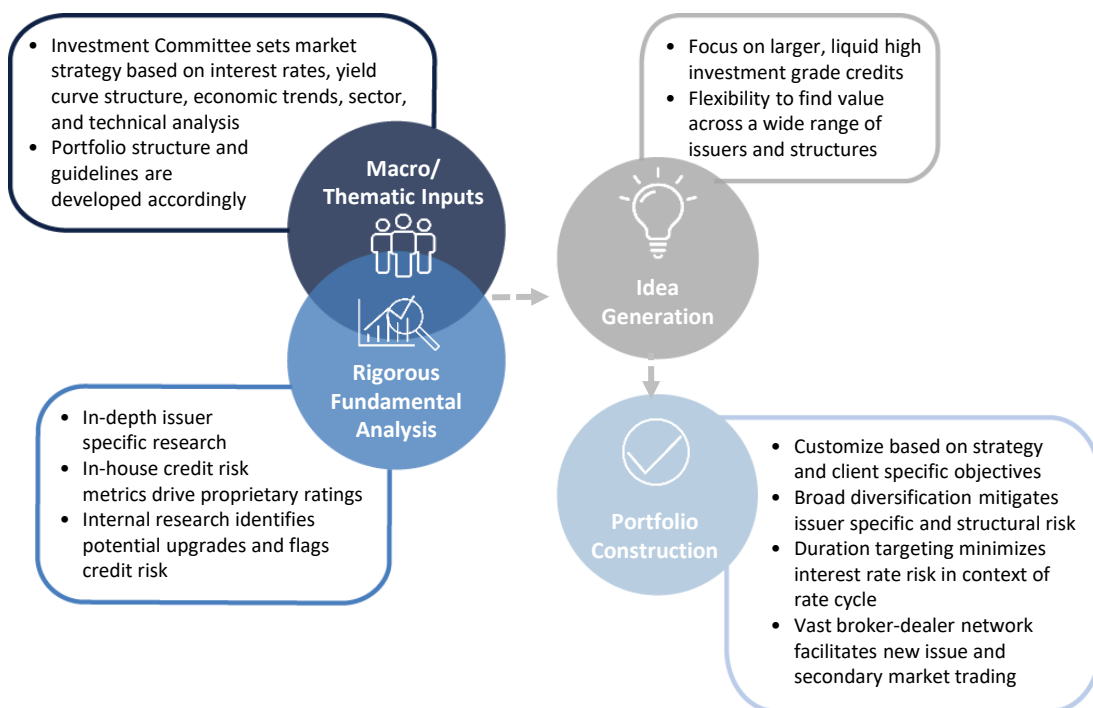 • Investment Committee sets market
strategy based on interest rates, yield
curve structure, economic trends, sector,
and technical analysis
• Portfolio structure and
guidelines are
developed accordingly
Macro/
Thematic Inputs
• Focus on larger, liquid high
investment grade credits
• Flexibility to find value
across a wide range of
issuers and structures
Idea
Generation
Rigorous
Fundamental
Analysis
• In-depth issuer
specific research
• In-house credit risk
metrics drive proprietary ratings
• Internal research identifies
potential upgrades and flags
credit risk
Portfolio
Construction
• Customize based on strategy
and client specific objectives
• Broad diversification mitigates
issuer specific and structural risk
• Duration targeting minimizes
interest rate risk in context of
rate cycle
• Vast broker-dealer network
facilitates new issue and
secondary market trading